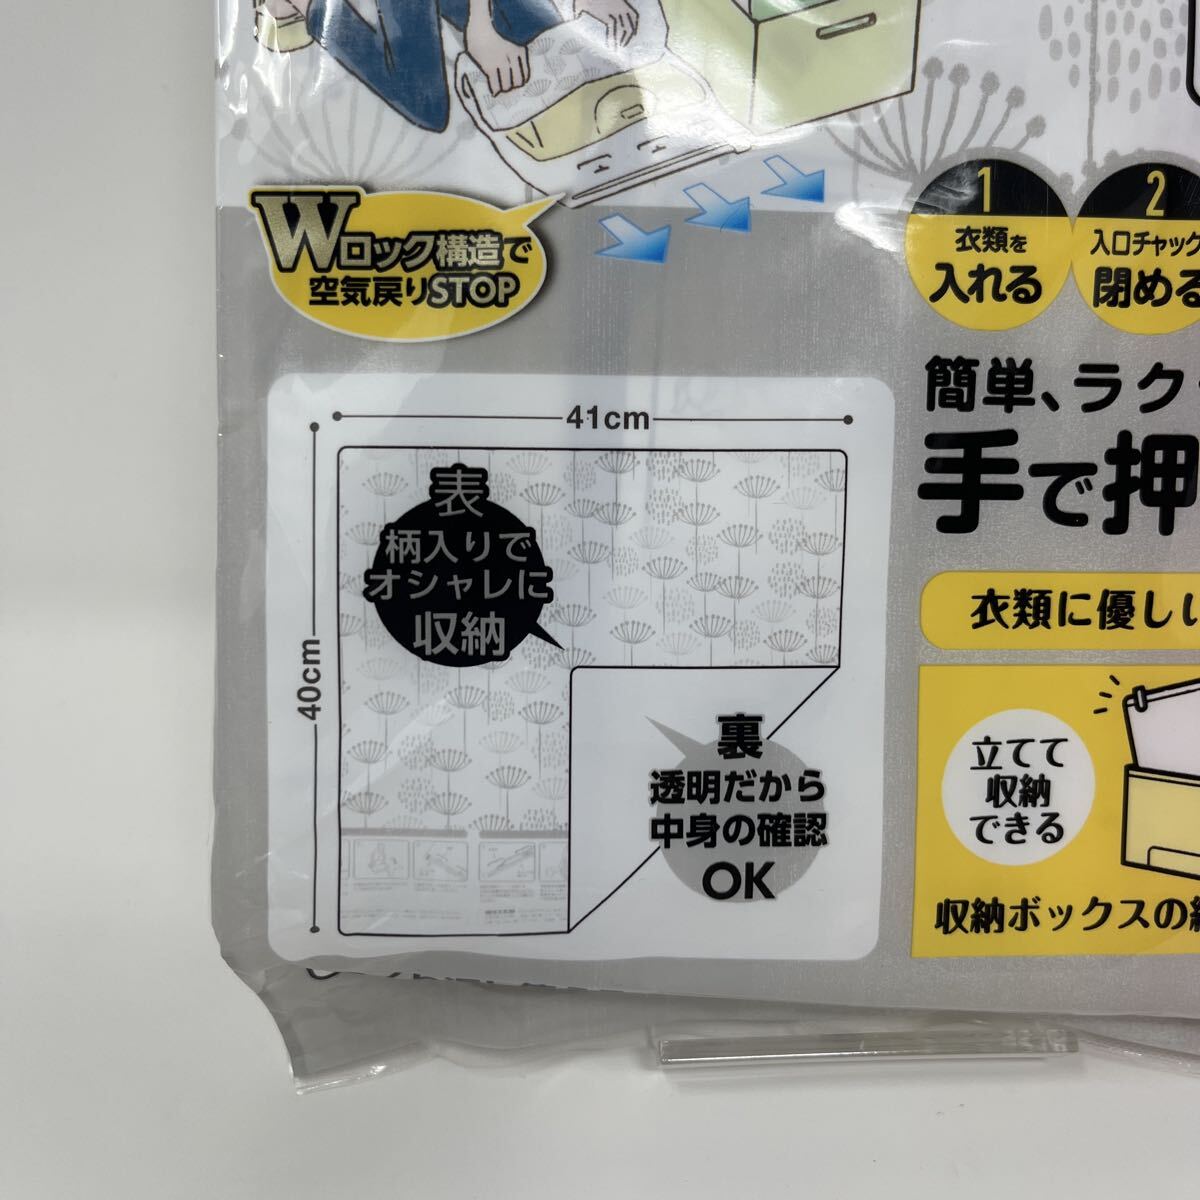 Wロック構造で
空気戻りSTOP
1
衣類を
入れる
2
入口チャック
閉める
簡単、ラク
手で押
41cm
40cm
表
柄入りで
オシャレに
収納
裏
透明だから
中身の確認
OK
衣類に優しい
立てて
収納
できる
収納ボックスの